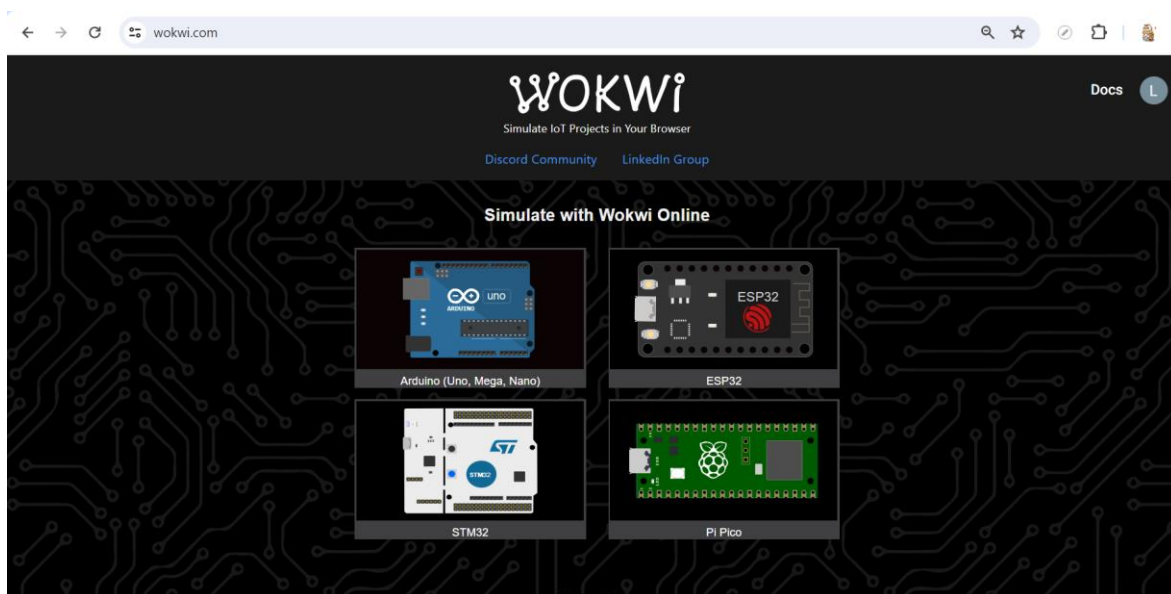 wokwi.com
WOKWi
Simulate IoT Projects in Your Browser
Docs
L
Discord Community LinkedIn Group
Simulate with Wokwi Online
UNO
ARDUINO
ESP32
Arduino (Uno, Mega, Nano)
ESP32
ST
STM32
STM32
Pi Pico